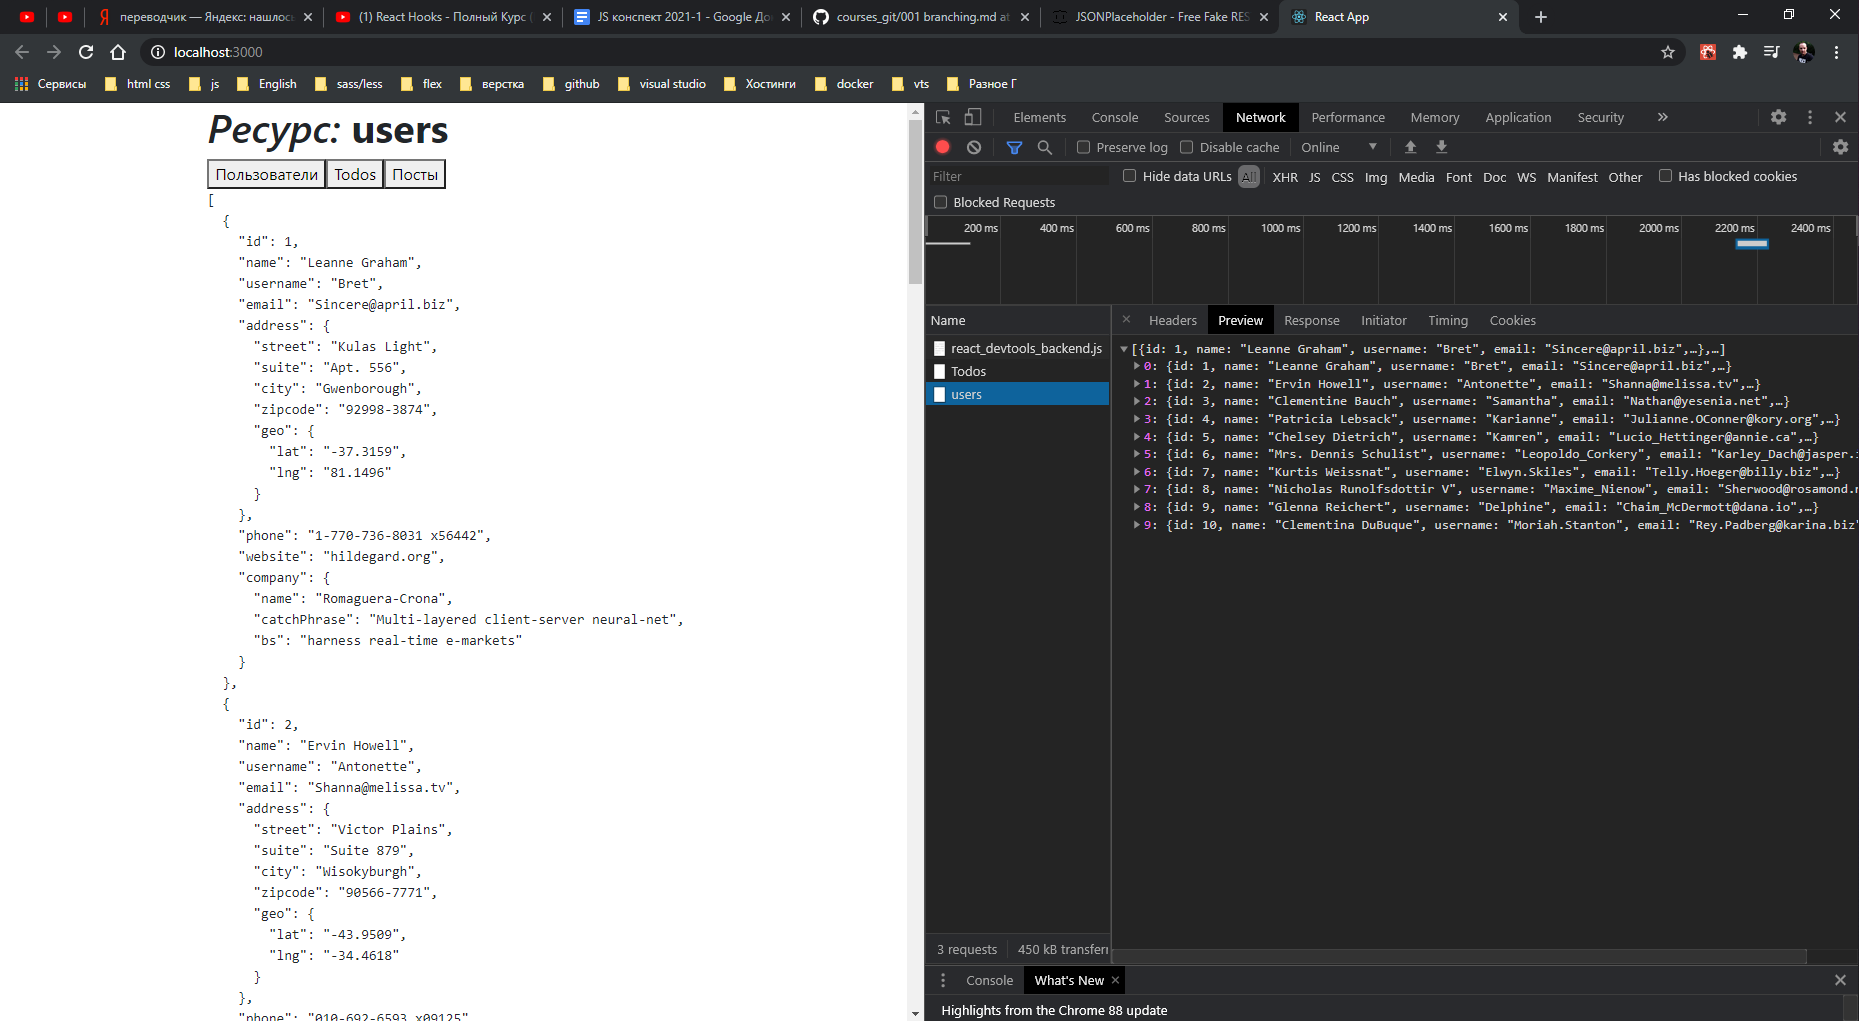 переводчик — Яндекс: нашлось
(1) React Hooks - Полный Курс (
JS конспект 2021-1 - Google До
courses_git/001 branching.md at
JSONPlaceholder - Free Fake RES
React App
localhost:3000
Сервисы
html css
js
English
sass/less
flex
верстка
github
visual studio
Хостинги
docker
vts
Разное Г
Ресурс: users
Пользователи
Todos
Посты
[
{
"id": 1,
"name": "Leanne Graham",
"username": "Bret",
"email": "Sincere@april.biz",
"address": {
"street": "Kulas Light",
"suite": "Apt. 556",
"city": "Gwenborough",
"zipcode": "92998-3874",
"geo": {
"lat": "-37.3159",
"lng": "81.1496"
}
},
"phone": "1-770-736-8031 x56442",
"website": "hildegard.org",
"company": {
"name": "Romaguera-Crona",
"catchPhrase": "Multi-layered client-server neural-net",
"bs": "harness real-time e-markets"
}
},
{
"id": 2,
"name": "Ervin Howell",
"username": "Antonette",
"email": "Shanna@melissa.tv",
"address": {
"street": "Victor Plains",
"suite": "Suite 879",
"city": "Wisokyburgh",
"zipcode": "90566-7771",
"geo": {
"lat": "-43.9509",
"lng": "-34.4618"
}
},
"phone": "010-692-6593 x09125"
Elements Console Sources Network Performance Memory Application Security »
Preserve log Disable cache Online
Filter Hide data URLs All XHR JS CSS Img Media Font Doc WS Manifest Other Has blocked cookies
Blocked Requests
200 ms 400 ms 600 ms 800 ms 1000 ms 1200 ms 1400 ms 1600 ms 1800 ms 2000 ms 2200 ms 2400 ms
Name
react_devtools_backend.js
Todos
users
3 requests 450 kB transferr
Headers Preview Response Initiator Timing Cookies
[{id: 1, name: "Leanne Graham", username: "Bret", email: "Sincere@april.biz",…},…]
0: {id: 1, name: "Leanne Graham", username: "Bret", email: "Sincere@april.biz",…}
1: {id: 2, name: "Ervin Howell", username: "Antonette", email: "Shanna@melissa.tv",…}
2: {id: 3, name: "Clementine Bauch", username: "Samantha", email: "Nathan@yesenia.net",…}
3: {id: 4, name: "Patricia Lebsack", username: "Karianne", email: "Julianne.OConner@kory.org",…}
4: {id: 5, name: "Chelsey Dietrich", username: "Kamren", email: "Lucio_Hettinger@annie.ca",…}
5: {id: 6, name: "Mrs. Dennis Schulist", username: "Leopoldo_Corkery", email: "Karley_Dach@jasper.i
6: {id: 7, name: "Kurtis Weissnat", username: "Elwyn.Skiles", email: "Telly.Hoeger@billy.biz",…}
7: {id: 8, name: "Nicholas Runolfsdottir V", username: "Maxime_Nienow", email: "Sherwood@rosamond.m
8: {id: 9, name: "Glenna Reichert", username: "Delphine", email: "Chaim_McDermott@dana.io",…}
9: {id: 10, name: "Clementina DuBuque", username: "Moriah.Stanton", email: "Rey.Padberg@karina.biz"
Console What's New
Highlights from the Chrome 88 update